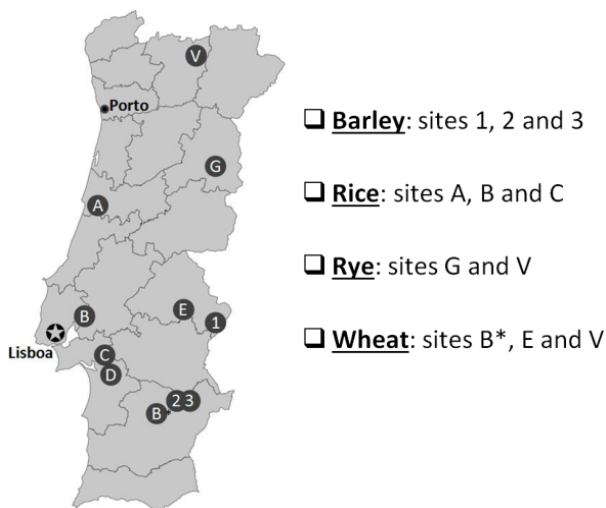 V
Porto
G
A
E
B
1
Lisboa
C
D
2 3
B*
❑ Barley: sites 1, 2 and 3
❑ Rice: sites A, B and C
❑ Rye: sites G and V
❑ Wheat: sites B*, E and V